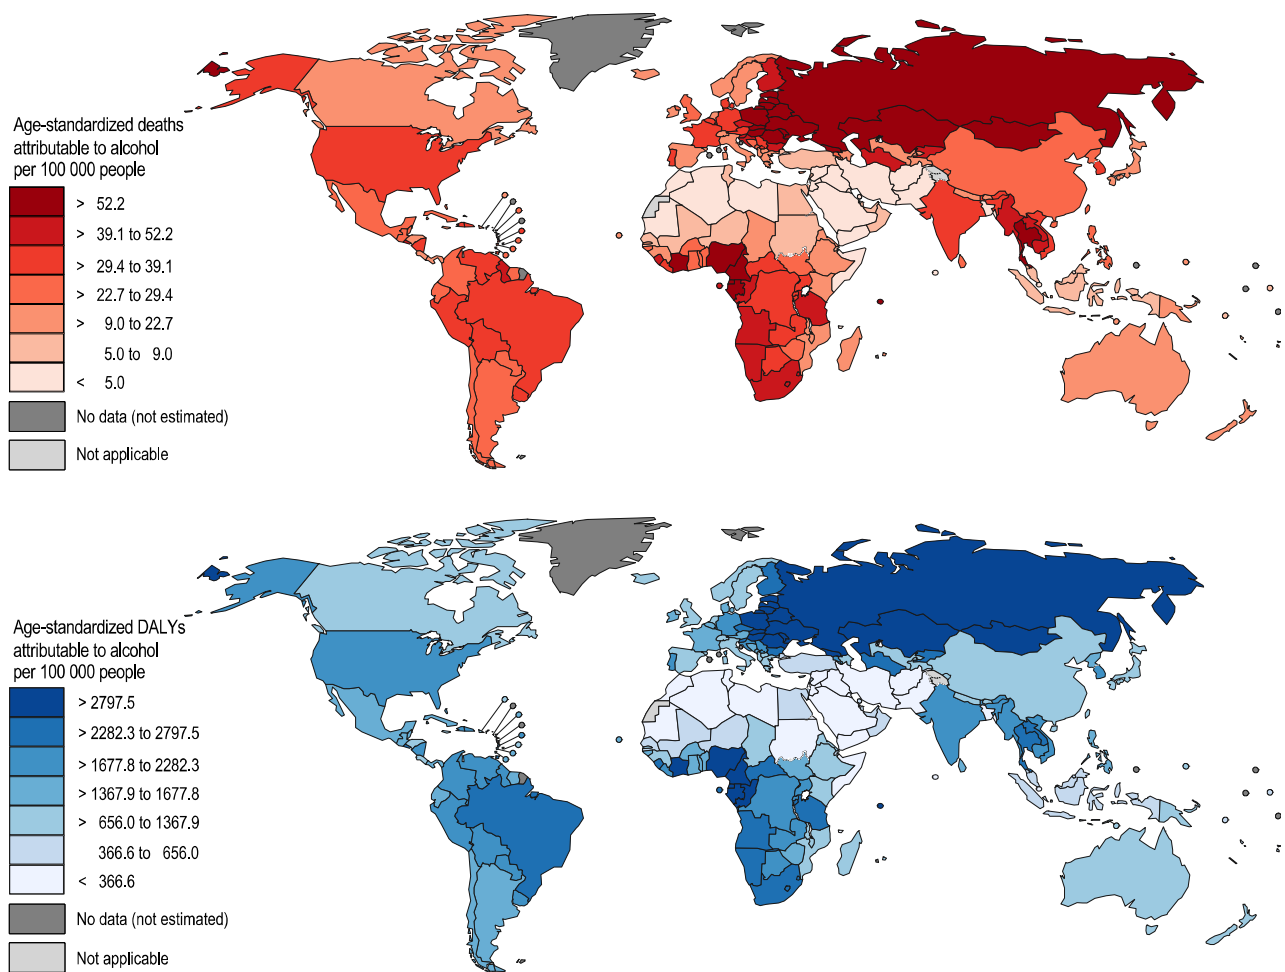 Age-standardized deaths
attributable to alcohol
per 100 000 people
> 52.2
> 39.1 to 52.2
> 29.4 to 39.1
> 22.7 to 29.4
> 9.0 to 22.7
5.0 to 9.0
< 5.0
No data (not estimated)
Not applicable
Age-standardized DALYs
attributable to alcohol
per 100 000 people
> 2797.5
> 2282.3 to 2797.5
> 1677.8 to 2282.3
> 1367.9 to 1677.8
> 656.0 to 1367.9
366.6 to 656.0
< 366.6
No data (not estimated)
Not applicable